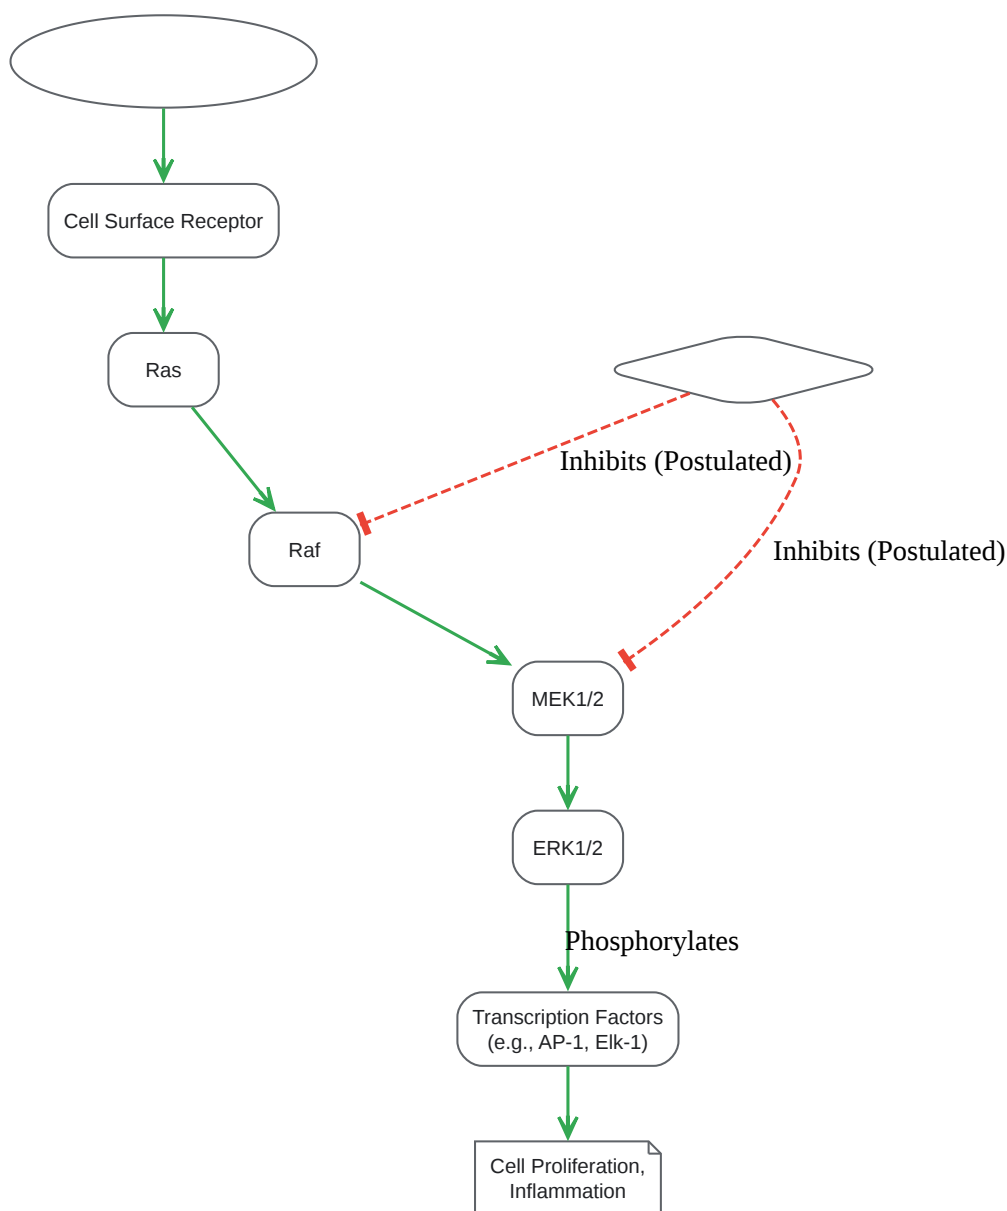 Cell Surface Receptor
Ras
Inhibits (Postulated)
Raf
Inhibits (Postulated)
MEK1/2
ERK1/2
Phosphorylates
Transcription Factors
(e.g., AP-1, Elk-1)
Cell Proliferation,
Inflammation